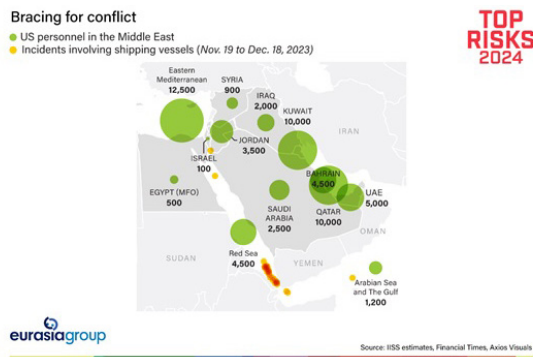 Bracing for conflict
US personnel in the Middle East
Incidents involving shipping vessels (Nov. 19 to Dec. 18, 2023)
TOP
RISKS
2024
Eastern
Mediterranean
12,500
SYRIA
900
IRAQ
2,000
KUWAIT
10,000
IRAN
JORDAN
3,500
ISRAEL
100
BAHRAIN
4,500
UAE
5,000
EGYPT (MFO)
500
SAUDI
ARABIA
2,500
QATAR
10,000
OMAN
Red Sea
4,500
SUDAN
YEMEN
Arabian Sea
and The Gulf
1,200
eurasiagroup
Source: IISS estimates, Financial Times, Axios Visuals